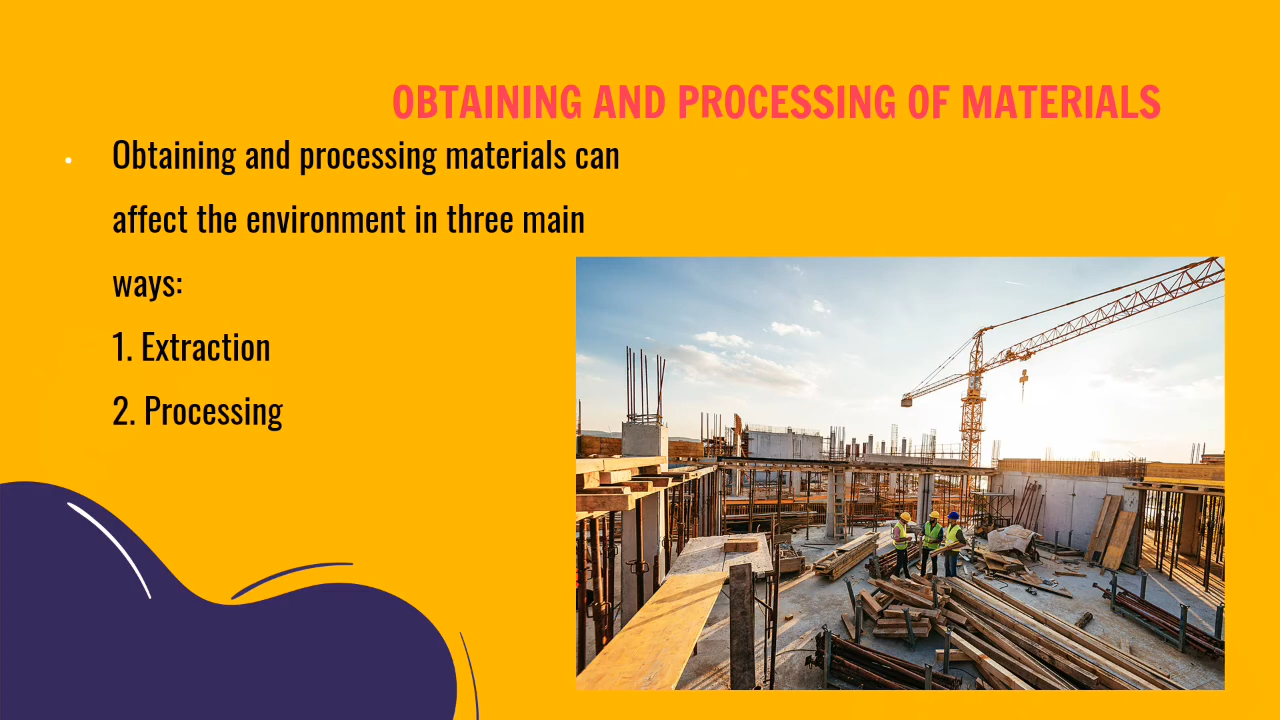 OBTAINING AND PROCESSING OF MATERIALS
Obtaining and processing materials can
affect the environment in three main
ways:
1. Extraction
2. Processing